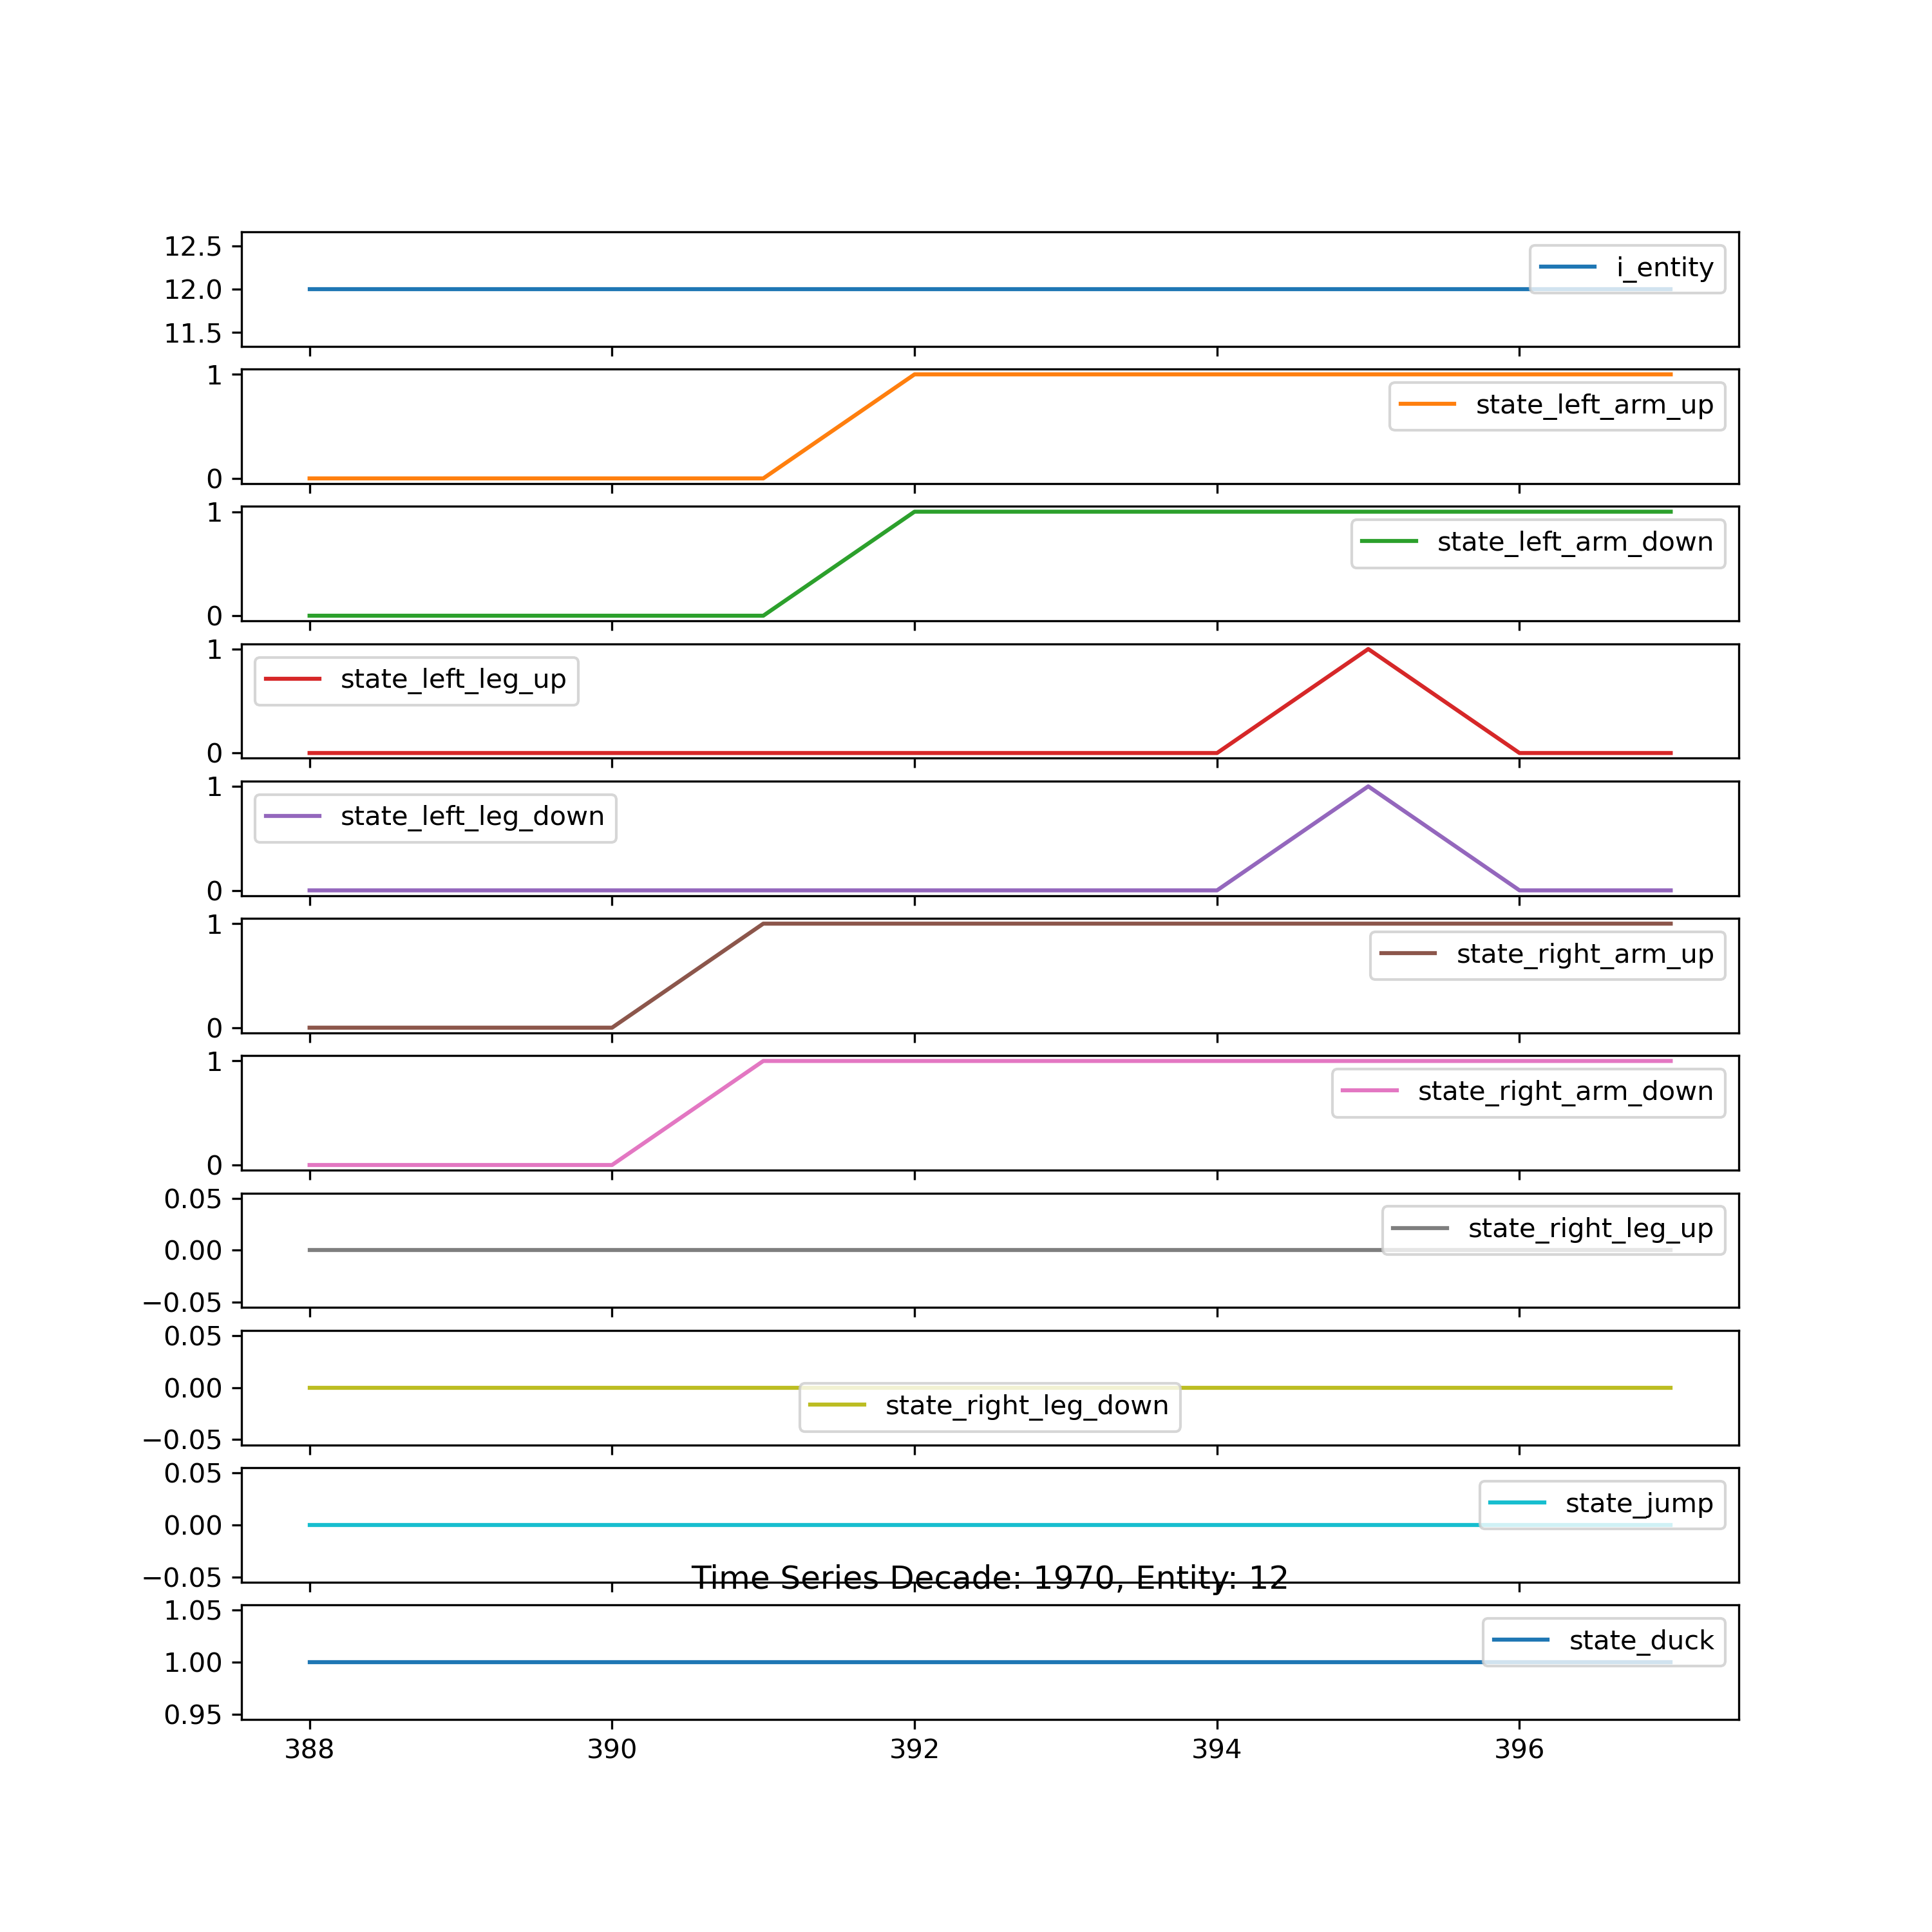 12.5
12.0
11.5
i_entity
1
0
state_left_arm_up
1
0
state_left_arm_down
1
0
state_left_leg_up
1
0
state_left_leg_down
1
0
state_right_arm_up
1
0
state_right_arm_down
0.05
0.00
−0.05
state_right_leg_up
0.05
0.00
−0.05
state_right_leg_down
0.05
0.00
−0.05
state_jump
Time Series Decade: 1970, Entity: 12
1.05
1.00
0.95
state_duck
388 390 392 394 396